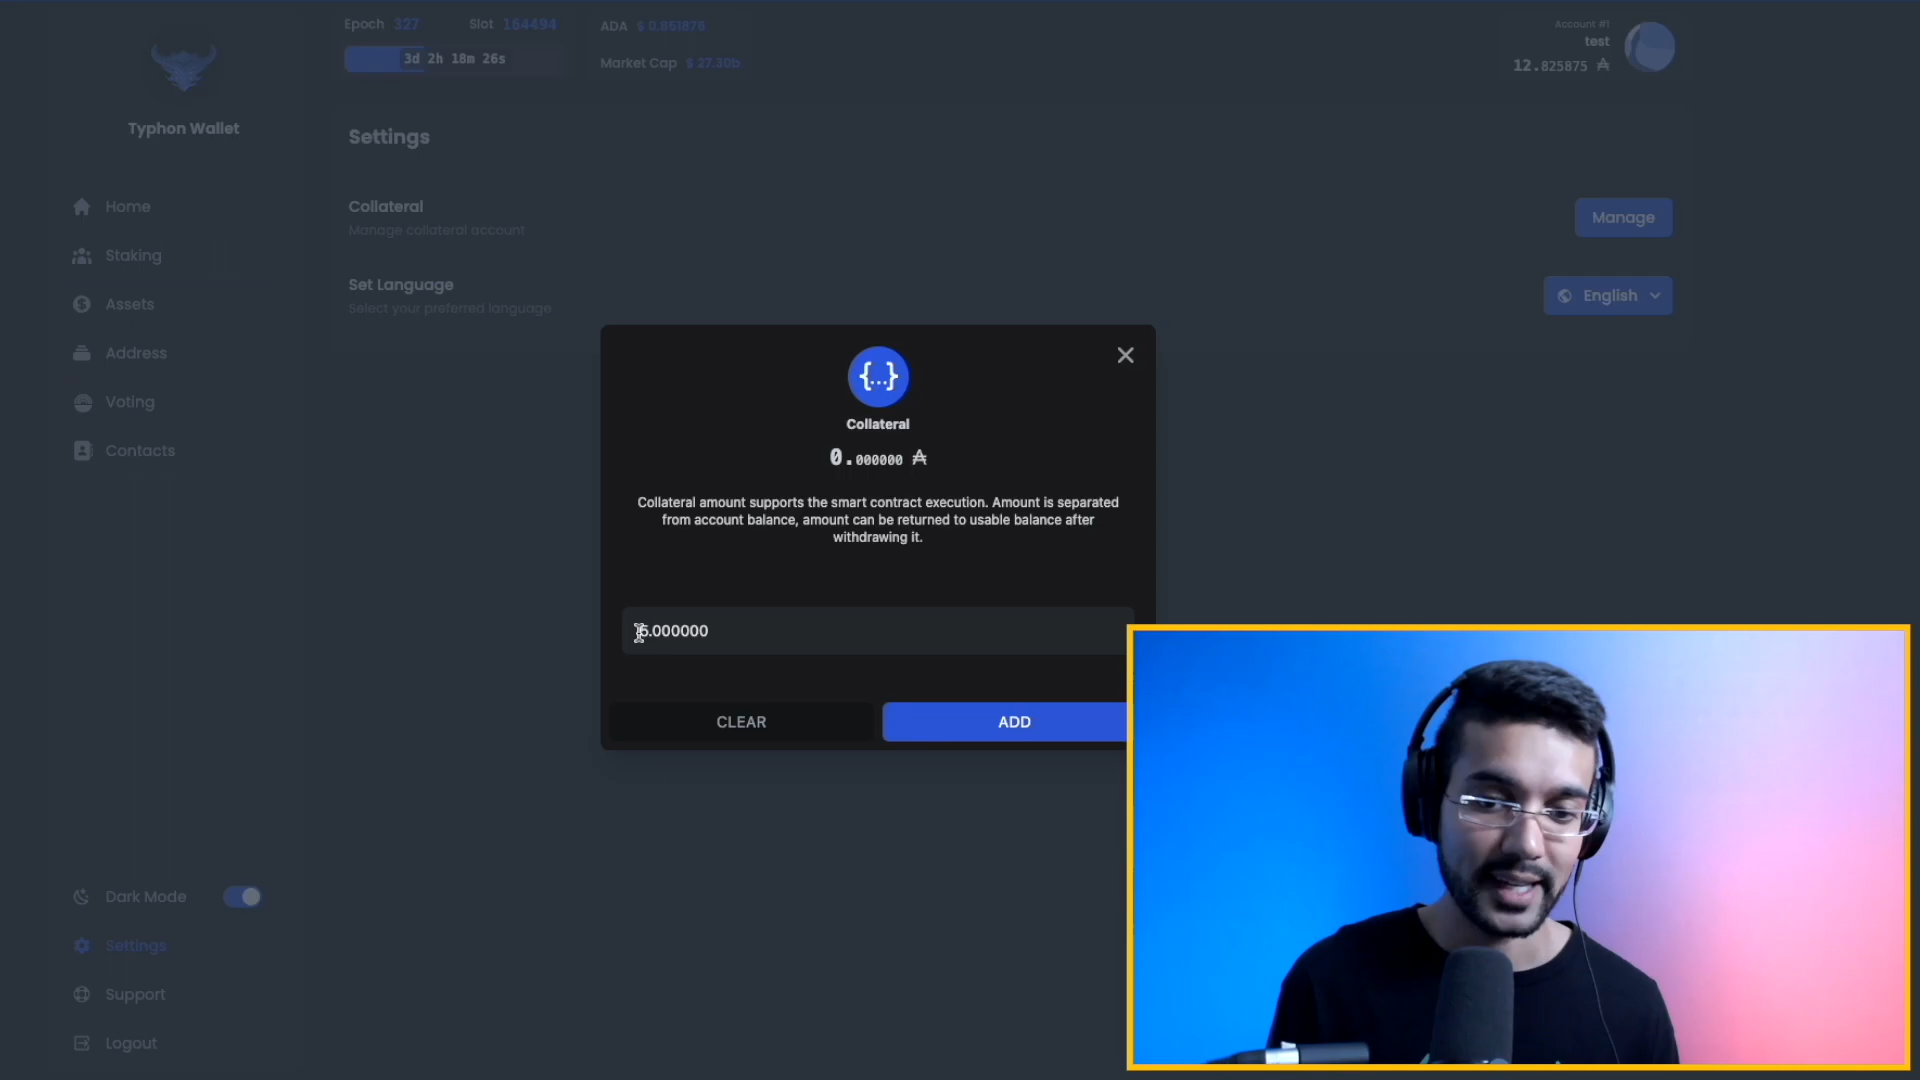 Epoch 327 Slot 164494
3d 2h 18m 26s
ADA $ 0.851876
Market Cap $ 27.30b
Account #1
test
12.825875 ₳
Typhon Wallet
Home
Staking
Assets
Address
Voting
Contacts
Dark Mode
Settings
Support
Logout
Settings
Collateral
Manage collateral account
Manage
Set Language
Select your preferred language
English
{...}
Collateral
0.000000 ₳
Collateral amount supports the smart contract execution. Amount is separated
from account balance, amount can be returned to usable balance after
withdrawing it.
5.000000
CLEAR
ADD